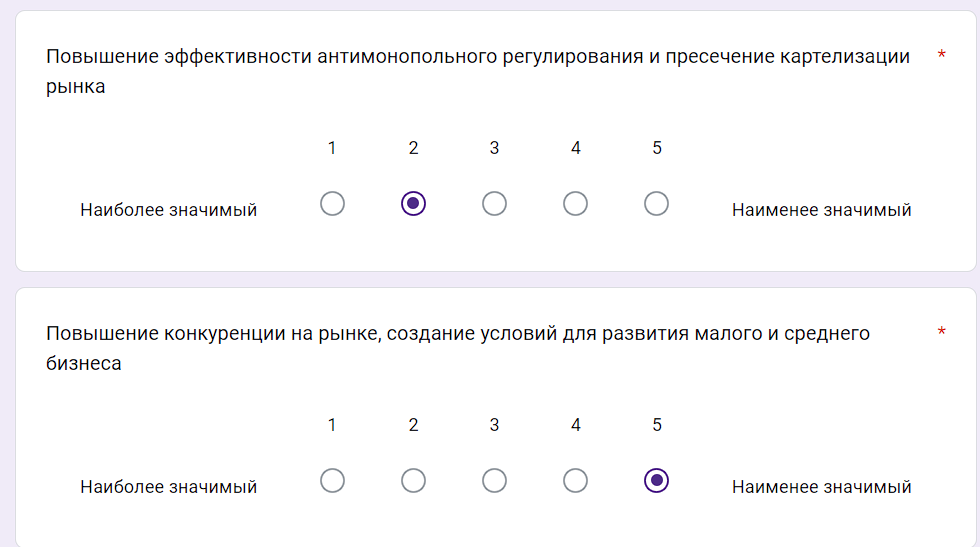 Повышение эффективности антимонопольного регулирования и пресечение картелизации *
рынка
1 2 3 4 5
Наиболее значимый Наименее значимый
Повышение конкуренции на рынке, создание условий для развития малого и среднего *
бизнеса
1 2 3 4 5
Наиболее значимый Наименее значимый